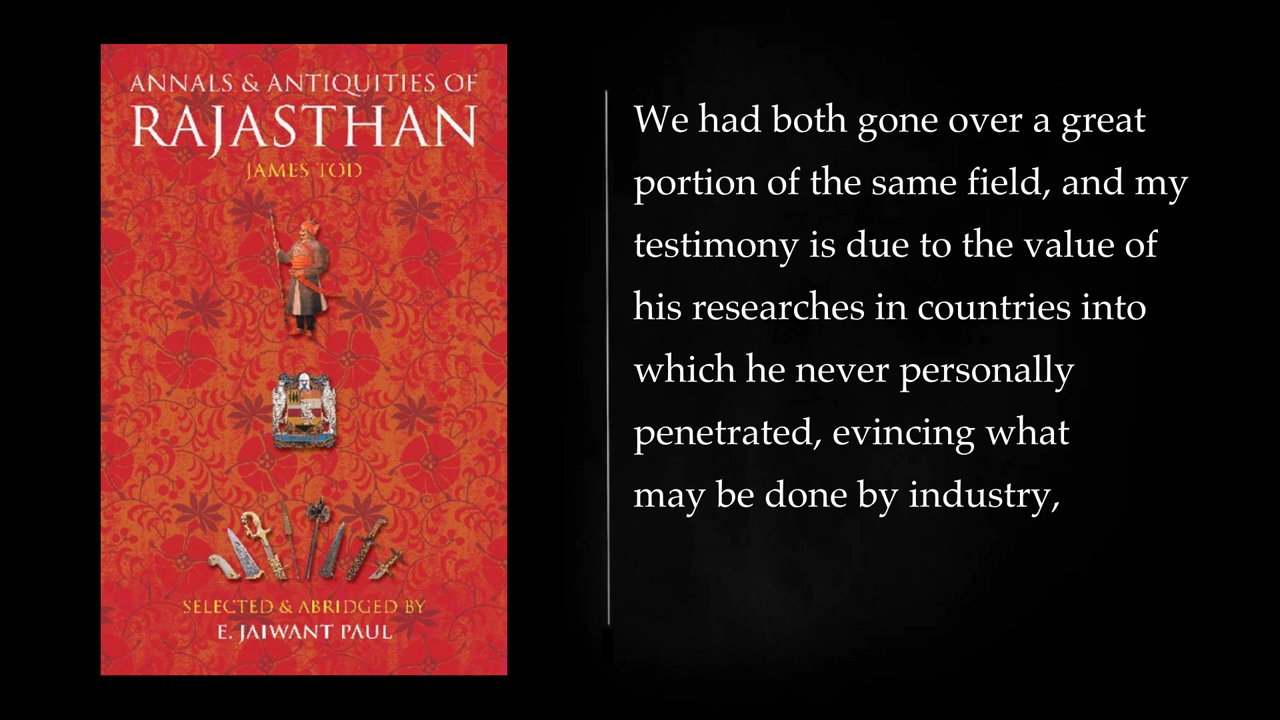 ANNALS & ANTIQUITIES OF
RAJASTHAN
JAMES TOD
SELECTED & ABRIDGED BY
E. JAIWANT PAUL
We had both gone over a great
portion of the same field, and my
testimony is due to the value of
his researches in countries into
which he never personally
penetrated, evincing what
may be done by industry,